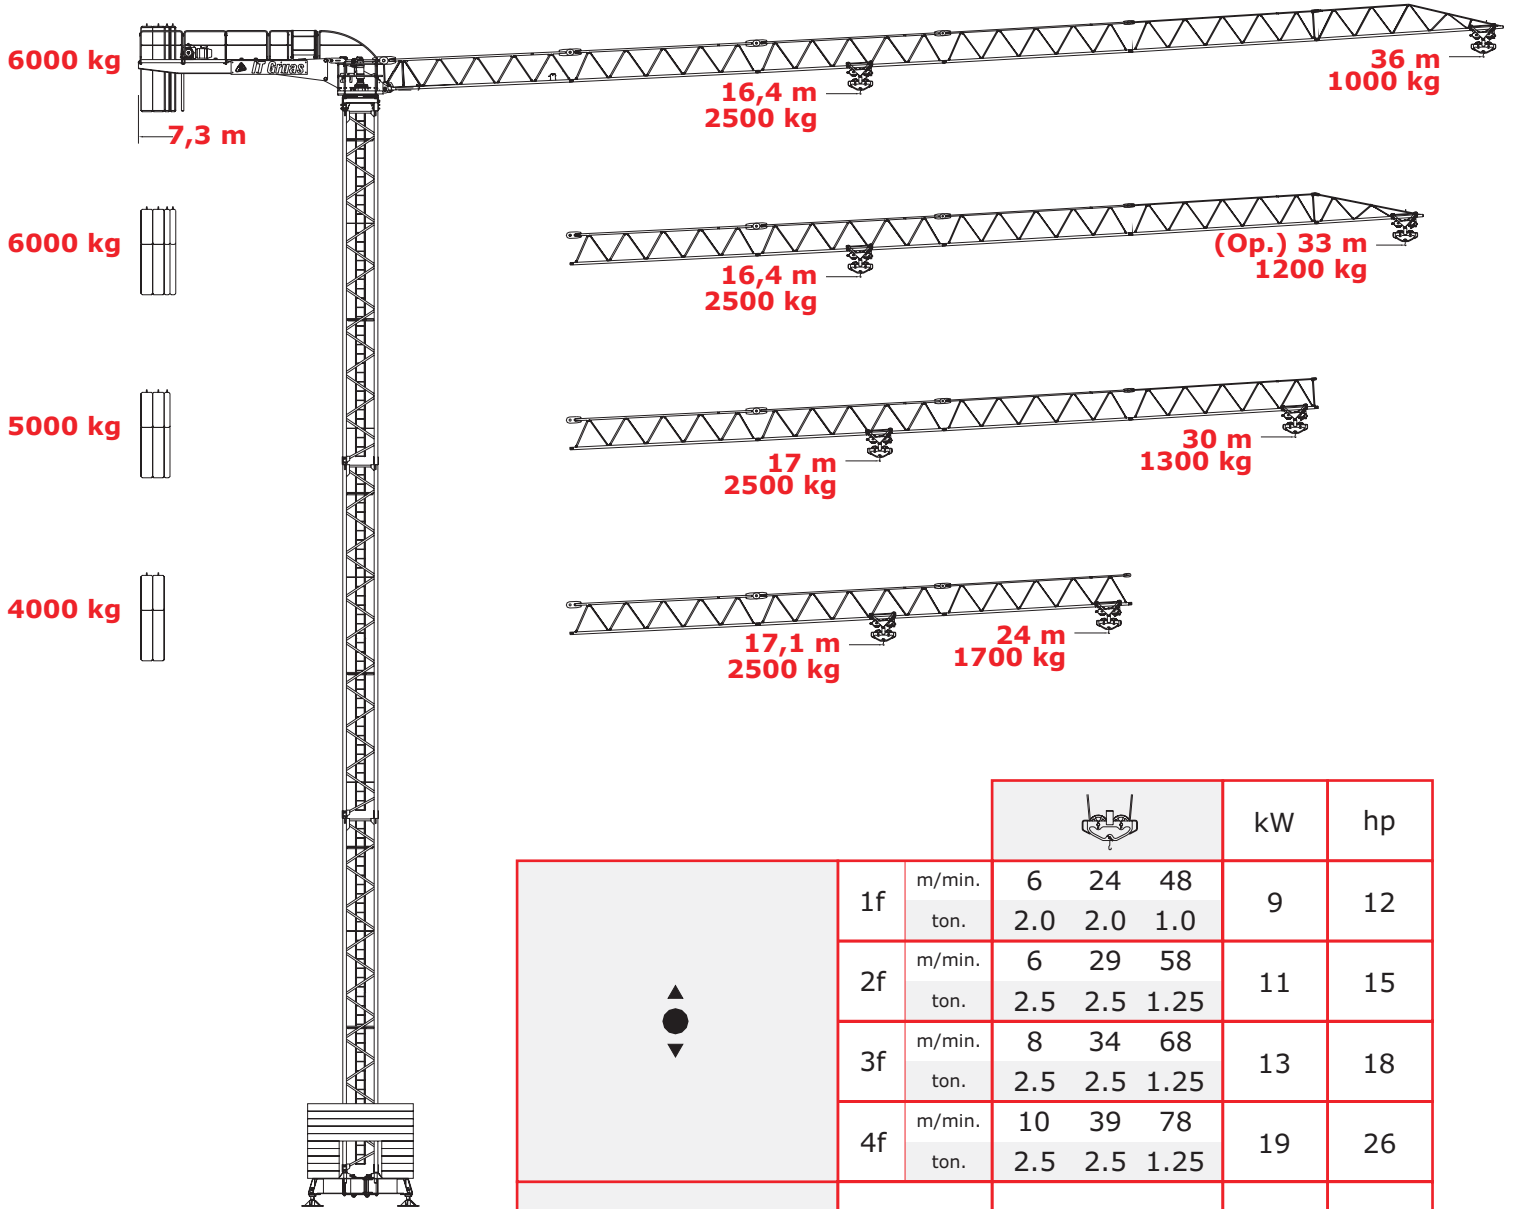 6000 kg
IT Gruas
36 m
1000 kg
16,4 m
2500 kg
7,3 m
6000 kg
(Op.) 33 m
1200 kg
16,4 m
2500 kg
5000 kg
30 m
1300 kg
17 m
2500 kg
4000 kg
24 m
1700 kg
17,1 m
2500 kg
kW hp
1f m/min. 6 24 48 9 12
ton. 2.0 2.0 1.0
2f m/min. 6 29 58 11 15
ton. 2.5 2.5 1.25
3f m/min. 8 34 68 13 18
ton. 2.5 2.5 1.25
4f m/min. 10 39 78 19 26
ton. 2.5 2.5 1.25